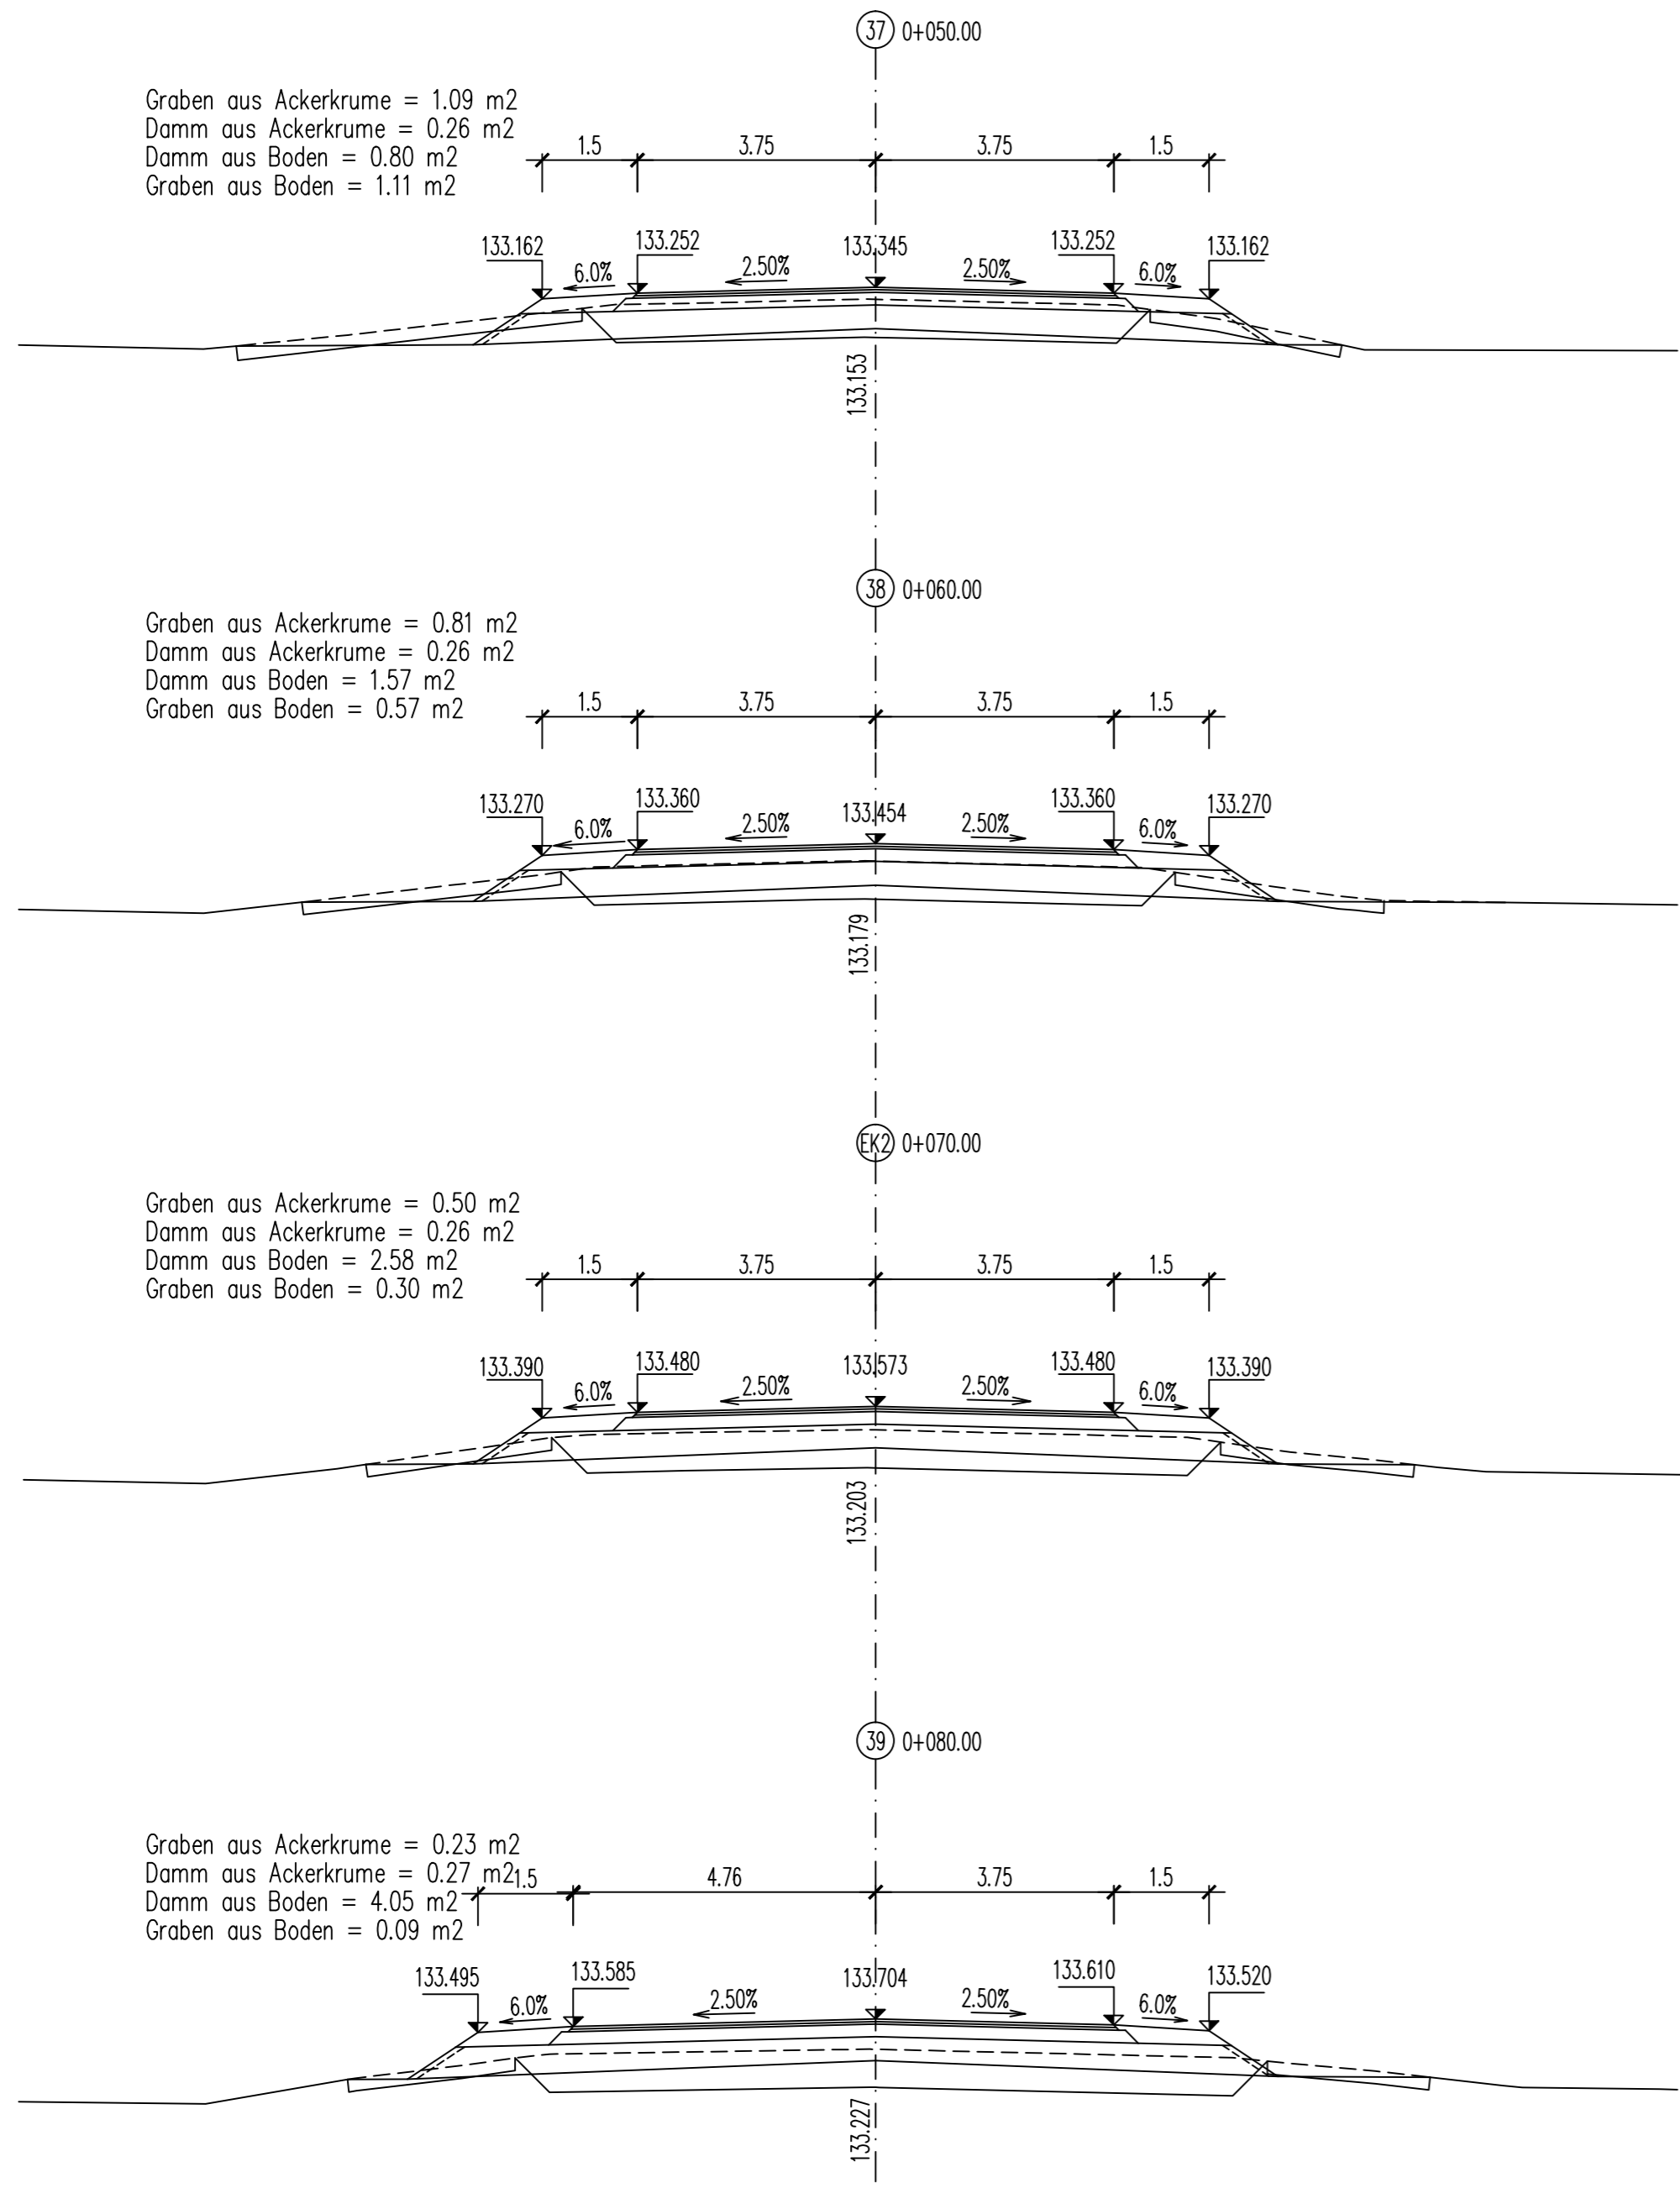 37 0+050.00
Graben aus Ackerkrume = 1.09 m2
Damm aus Ackerkrume = 0.26 m2
Damm aus Boden = 0.80 m2
Graben aus Boden = 1.11 m2
1.5 3.75 3.75 1.5
133.162 133.252 133.345 133.252 133.162
6.0% 2.50% 2.50% 6.0%
133.153
38 0+060.00
Graben aus Ackerkrume = 0.81 m2
Damm aus Ackerkrume = 0.26 m2
Damm aus Boden = 1.57 m2
Graben aus Boden = 0.57 m2
1.5 3.75 3.75 1.5
133.270 133.360 133.454 133.360 133.270
6.0% 2.50% 2.50% 6.0%
133.179
EK2 0+070.00
Graben aus Ackerkrume = 0.50 m2
Damm aus Ackerkrume = 0.26 m2
Damm aus Boden = 2.58 m2
Graben aus Boden = 0.30 m2
1.5 3.75 3.75 1.5
133.390 133.480 133.573 133.480 133.390
6.0% 2.50% 2.50% 6.0%
133.203
39 0+080.00
Graben aus Ackerkrume = 0.23 m2
Damm aus Ackerkrume = 0.27 m2
Damm aus Boden = 4.05 m2
Graben aus Boden = 0.09 m2
1.5 4.76 3.75 1.5
133.495 133.585 133.704 133.610 133.520
6.0% 2.50% 2.50% 6.0%
133.227